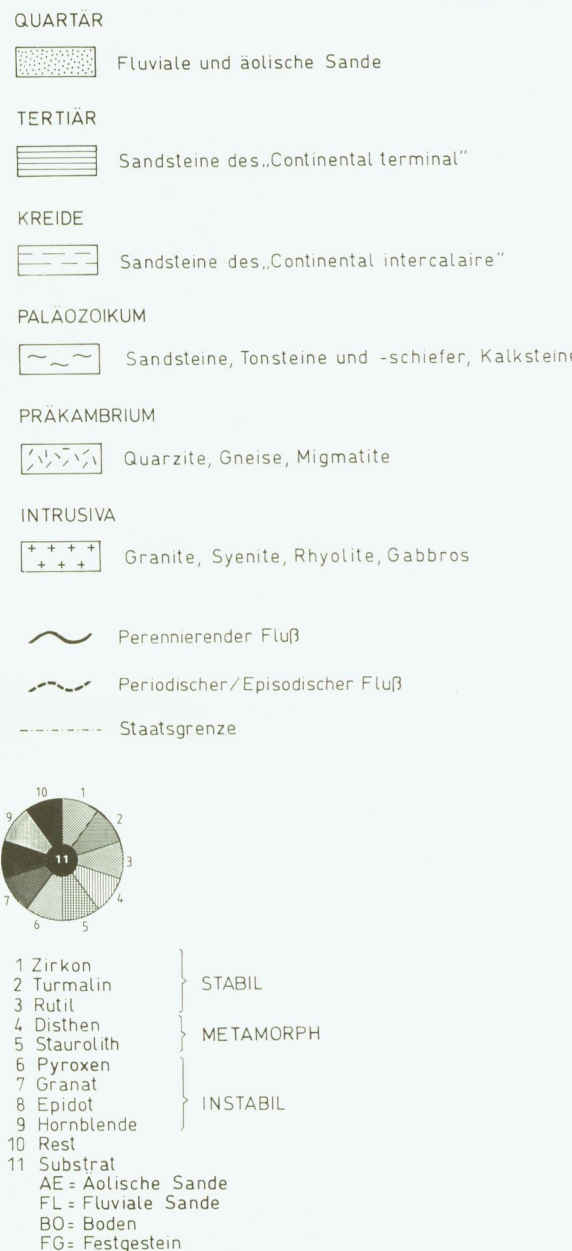 QUARTÄR
Fluviale und äolische Sande
TERTIÄR
Sandsteine des „Continental terminal"
KREIDE
Sandsteine des „Continental intercalaire"
PALÄOZOIKUM
Sandsteine, Tonsteine und -schiefer, Kalksteine
PRÄKAMBRIUM
Quarzite, Gneise, Migmatite
INTRUSIVA
Granite, Syenite, Rhyolite, Gabbros
Perennierender Fluß
Periodischer/Episodischer Fluß
Staatsgrenze
10 1
9 2
11 3
7 4
6 5
1 Zirkon
2 Turmalin STABIL
3 Rutil
4 Disthen
5 Staurolith METAMORPH
6 Pyroxen
7 Granat
8 Epidot INSTABIL
9 Hornblende
10 Rest
11 Substrat
AE = Äolische Sande
FL = Fluviale Sande
BO = Boden
FG = Festgestein